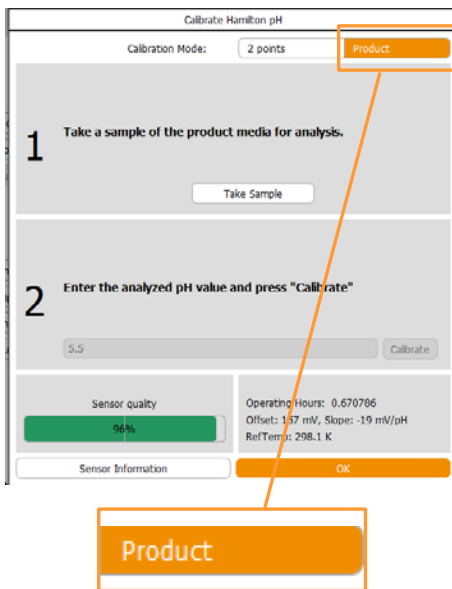 Calibrate Hamilton pH
Calibration Mode: 2 points Product
1
Take a sample of the product media for analysis.
Take Sample
2
Enter the analyzed pH value and press "Calibrate"
5.5 Calibrate
Sensor quality
96%
Operating Hours: 0.670786
Offset: 157 mV, Slope: -19 mV/pH
RefTemp: 298.1 K
Sensor Information OK
Product